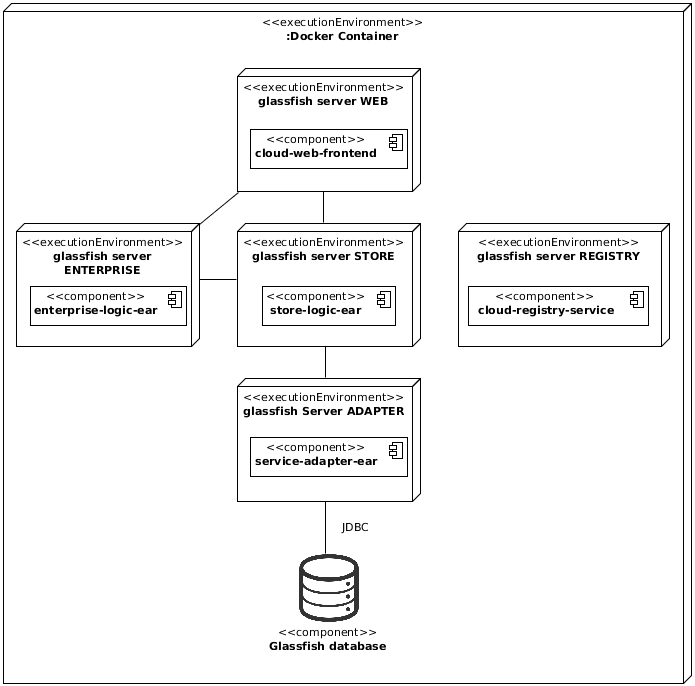 <<executionEnvironment>>
:Docker Container
<<executionEnvironment>>
glassfish server WEB
<<component>>
cloud-web-frontend
<<executionEnvironment>>
glassfish server
ENTERPRISE
<<component>>
enterprise-logic-ear
<<executionEnvironment>>
glassfish server STORE
<<component>>
store-logic-ear
<<executionEnvironment>>
glassfish server REGISTRY
<<component>>
cloud-registry-service
<<executionEnvironment>>
glassfish Server ADAPTER
<<component>>
service-adapter-ear
JDBC
<<component>>
Glassfish database